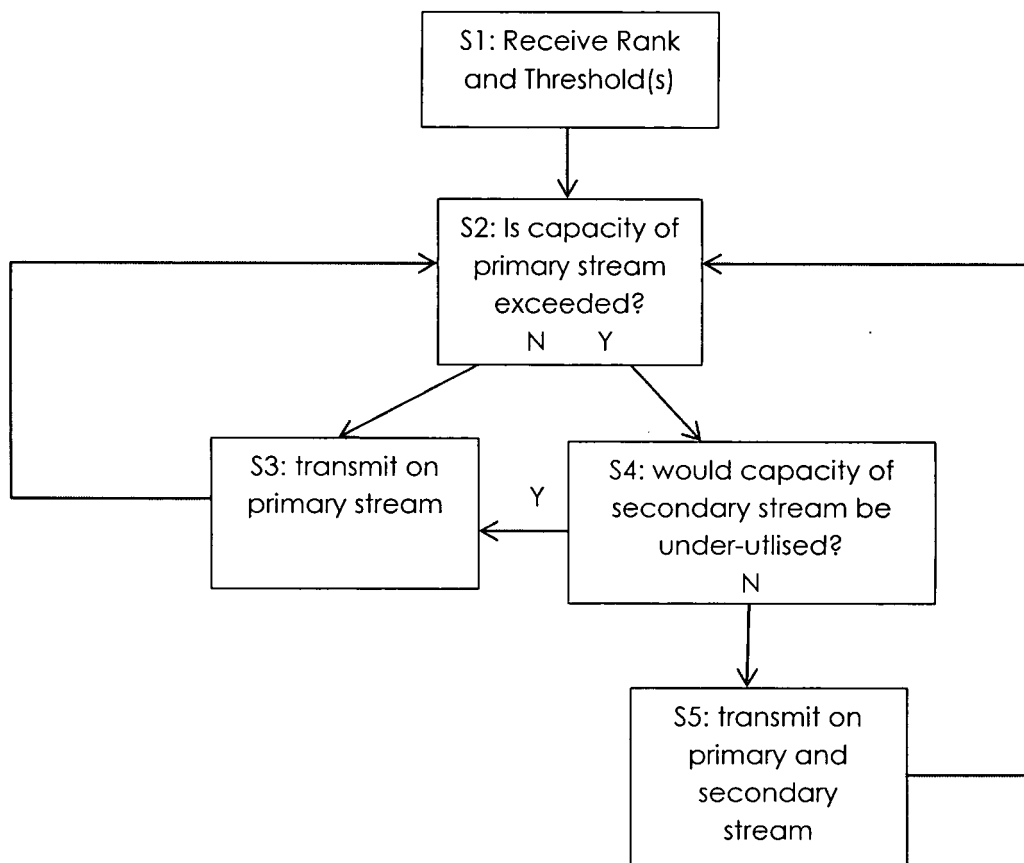 S1: Receive Rank
and Threshold(s)
S2: Is capacity of
primary stream
exceeded?
N Y
S3: transmit on
primary stream
Y
S4: would capacity of
secondary stream be
under-utlised?
N
S5: transmit on
primary and
secondary
stream